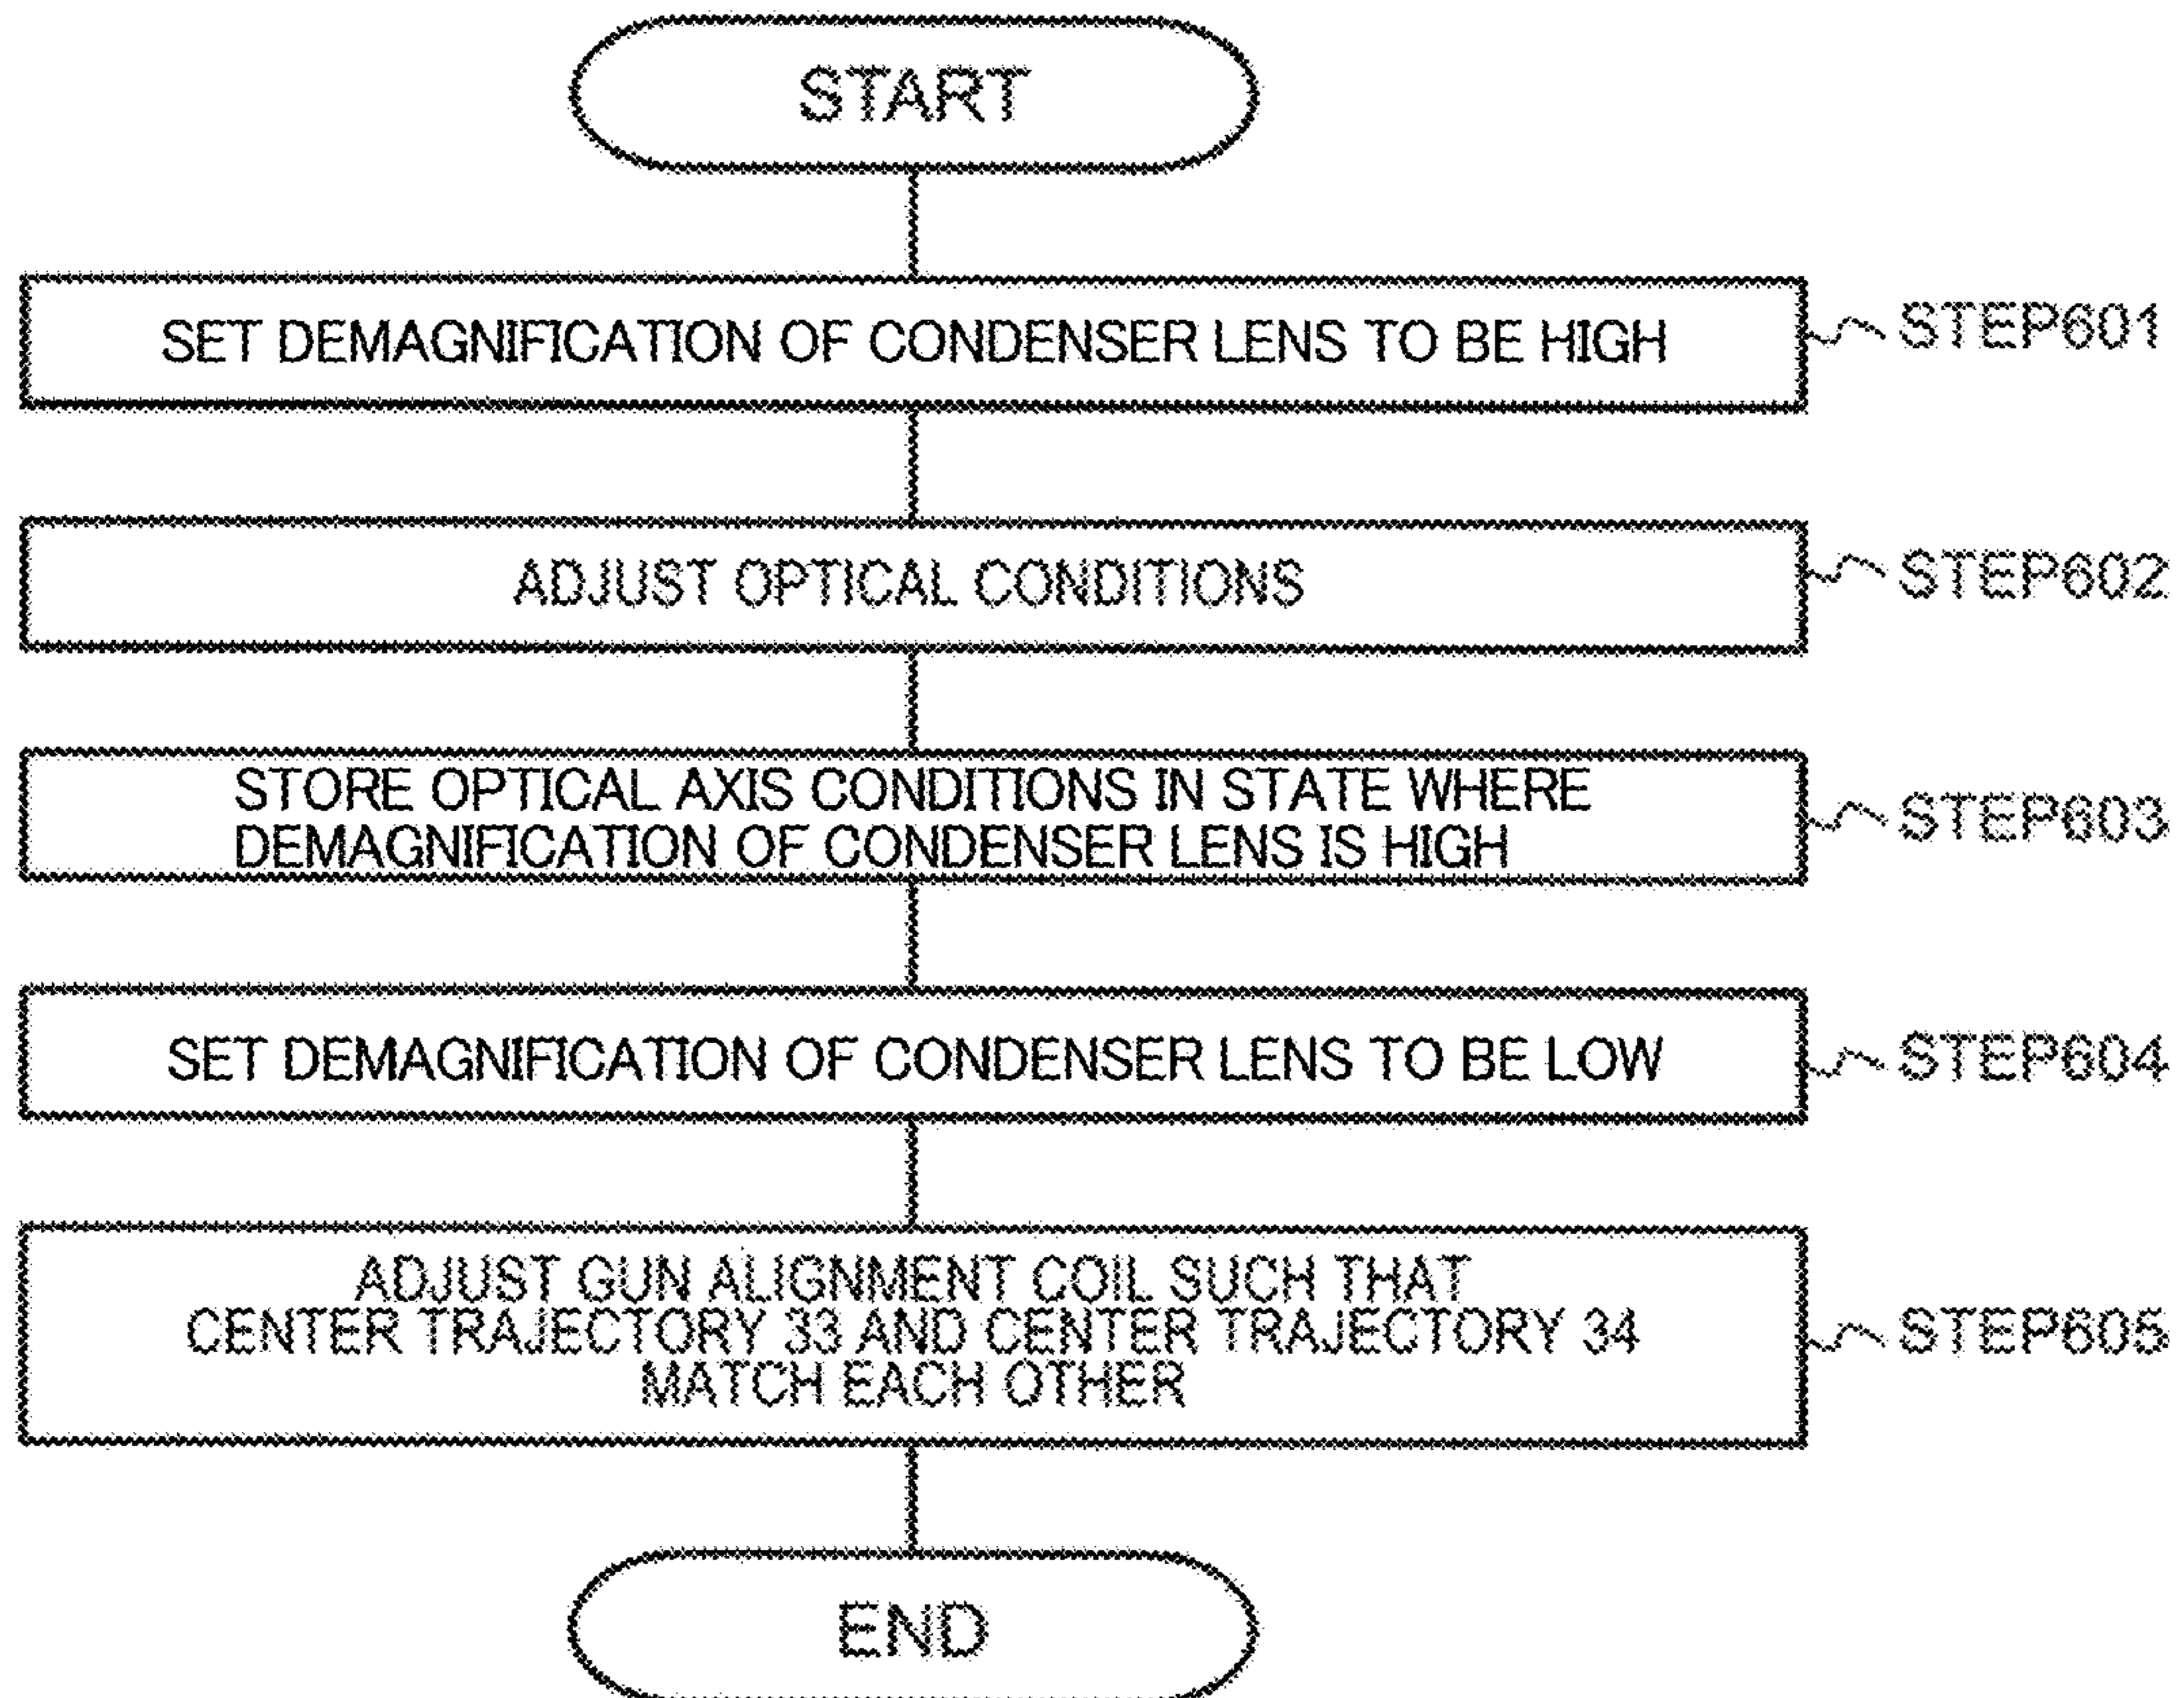 START
SET DEMAGNIFICATION OF CONDENSER LENS TO BE HIGH
STEP601
ADJUST OPTICAL CONDITIONS
STEP602
STORE OPTICAL AXIS CONDITIONS IN STATE WHERE
DEMAGNIFICATION OF CONDENSER LENS IS HIGH
STEP603
SET DEMAGNIFICATION OF CONDENSER LENS TO BE LOW
STEP604
ADJUST GUN ALIGNMENT COIL SUCH THAT
CENTER TRAJECTORY 33 AND CENTER TRAJECTORY 34
MATCH EACH OTHER
STEP605
END